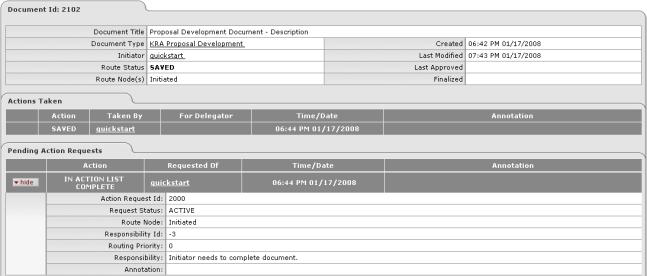 Document Id: 2102
Document Title Proposal Development Document - Description
Document Type KRA Proposal Development Created 06:42 PM 01/17/2008
Initiator quickstart Last Modified 07:43 PM 01/17/2008
Route Status SAVED Last Approved
Route Node(s) Initiated Finalized
Actions Taken
Action Taken By For Delegator Time/Date Annotation
SAVED quickstart 06:44 PM 01/17/2008
Pending Action Requests
Action Requested Of Time/Date Annotation
hide IN ACTION LIST COMPLETE quickstart 06:44 PM 01/17/2008
Action Request Id: 2000
Request Status: ACTIVE
Route Node: Initiated
Responsibility Id: -3
Routing Priority: 0
Responsibility: Initiator needs to complete document.
Annotation: